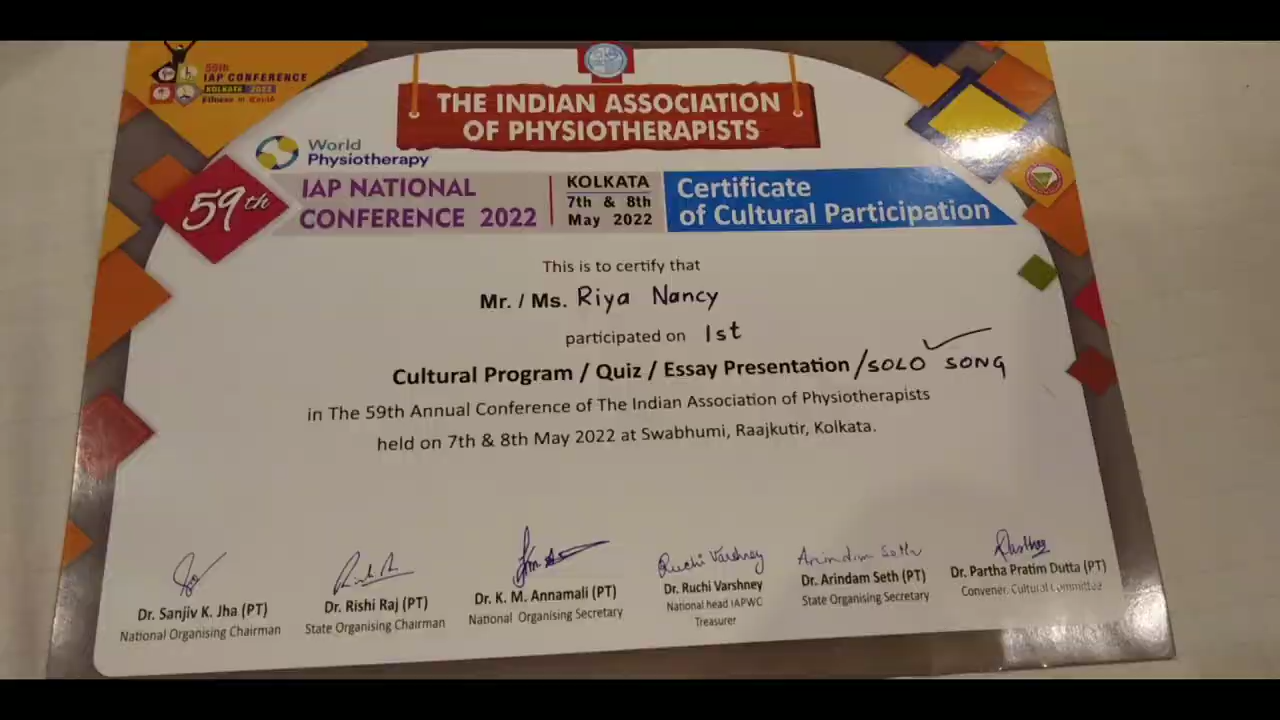 59th
IAP CONFERENCE
KOLKATA 2022
THE INDIAN ASSOCIATION
OF PHYSIOTHERAPISTS
World
Physiotherapy
59th
IAP NATIONAL
CONFERENCE 2022
KOLKATA
7th & 8th
May 2022
Certificate
of Cultural Participation
This is to certify that
Mr. / Ms. Riya Nancy
participated on 1st
Cultural Program / Quiz / Essay Presentation /SOLO SONG
in The 59th Annual Conference of The Indian Association of Physiotherapists
held on 7th & 8th May 2022 at Swabhumi, Raajkutir, Kolkata.
Ruchi Varshney
Arindam Seth
Dr. Sanjiv K. Jha (PT)
National Organising Chairman
Dr. Rishi Raj (PT)
State Organising Chairman
Dr. K. M. Annamali (PT)
National Organising Secretary
Dr. Ruchi Varshney
National head IAPWC
Treasurer
Dr. Arindam Seth (PT)
State Organising Secretary
Dr. Partha Pratim Dutta (PT)
Convener, Cultural Committee